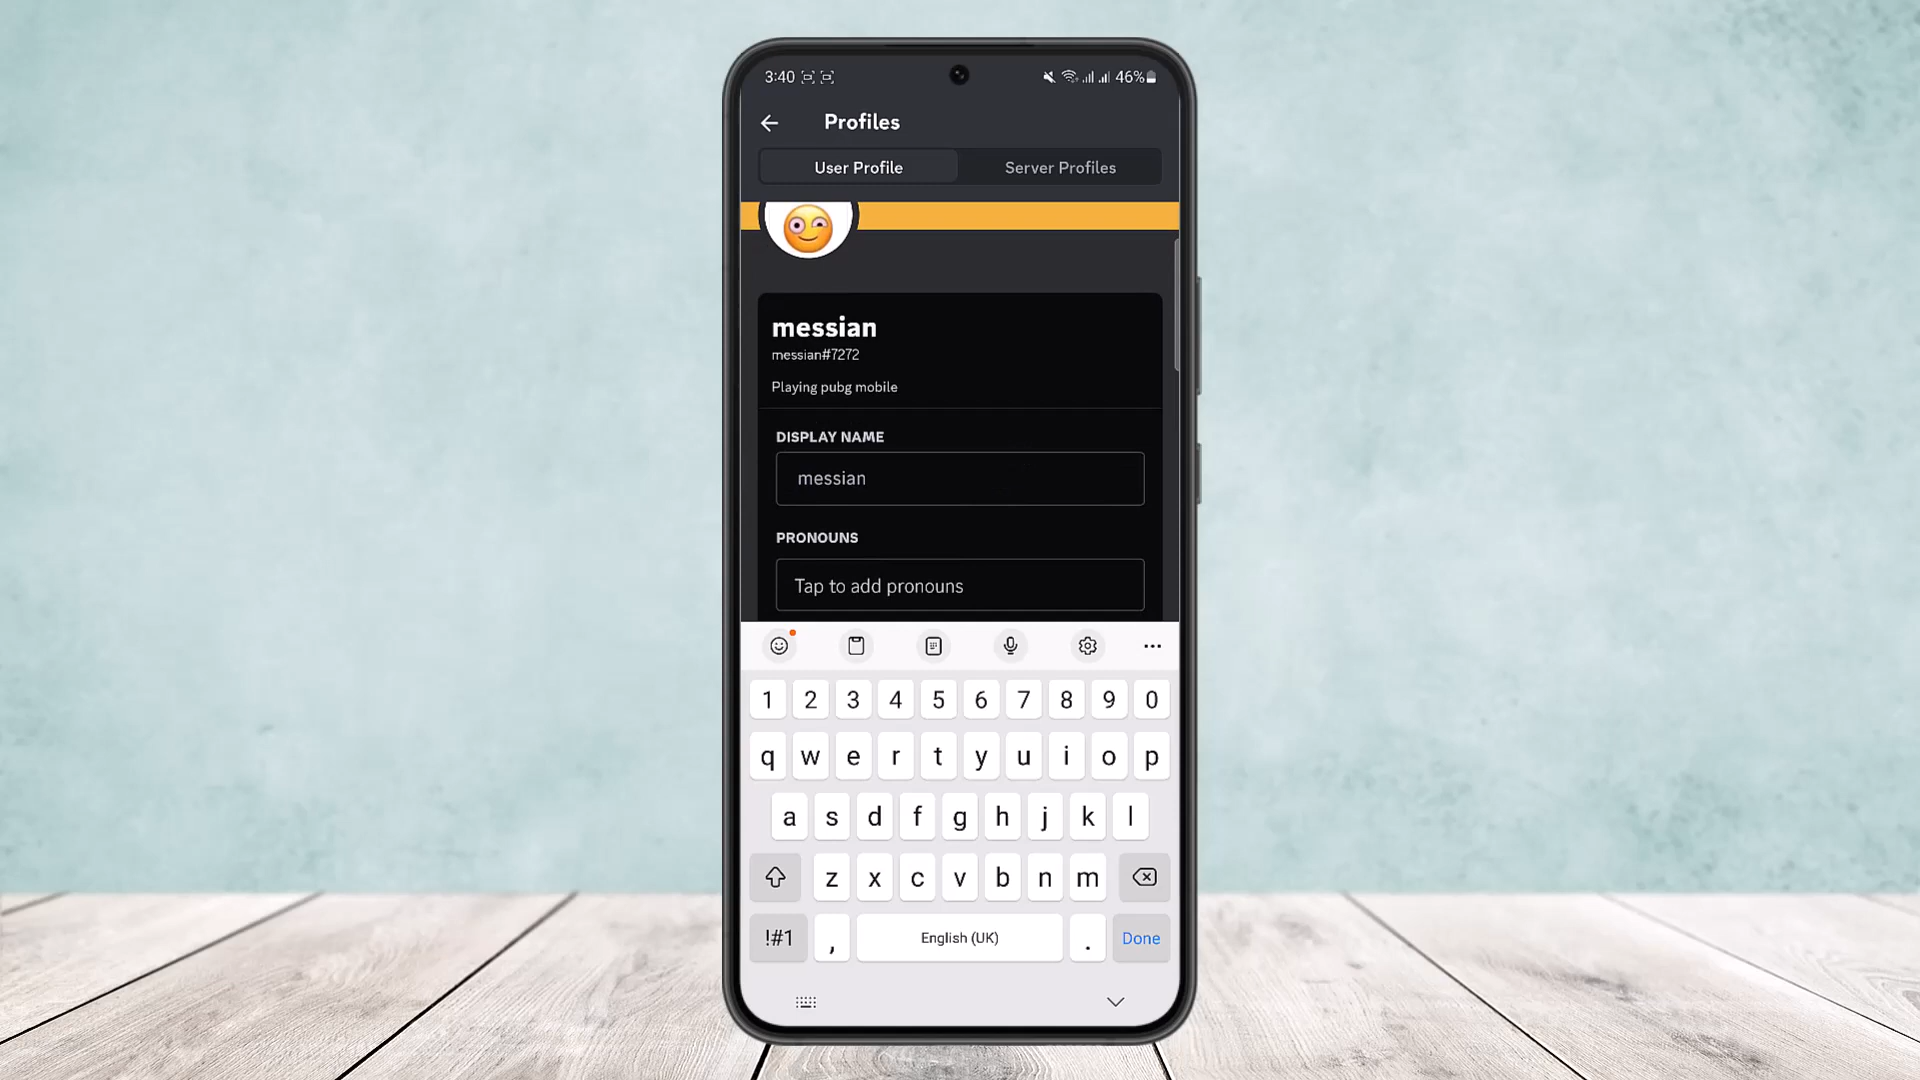 3:40 46%
Profiles
User Profile Server Profiles
messian
messian#7272
Playing pubg mobile
DISPLAY NAME
messian
PRONOUNS
Tap to add pronouns
1 2 3 4 5 6 7 8 9 0
q w e r t y u i o p
a s d f g h j k l
z x c v b n m
!#1 , English (UK) . Done